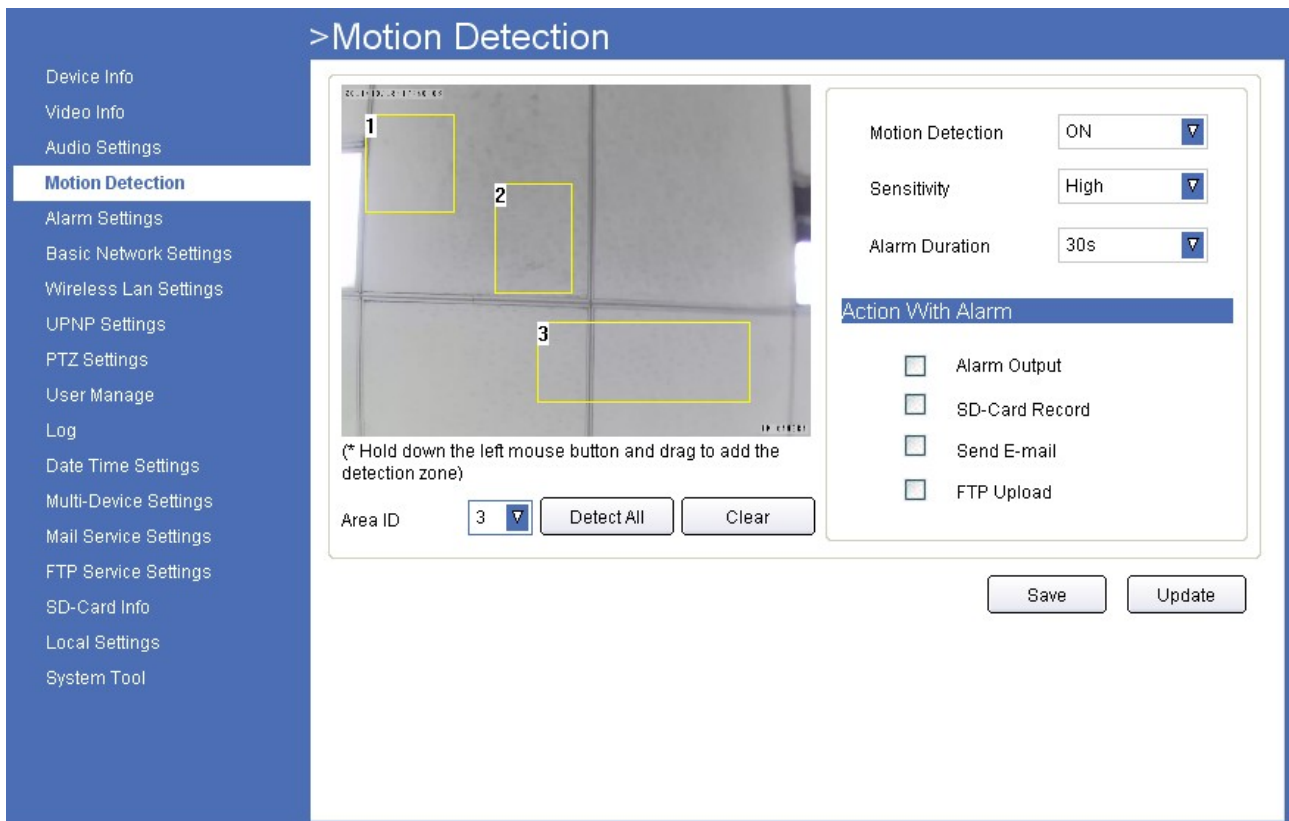 >Motion Detection
Device Info
Video Info
Audio Settings
Motion Detection
Alarm Settings
Basic Network Settings
Wireless Lan Settings
UPNP Settings
PTZ Settings
User Manage
Log
Date Time Settings
Multi-Device Settings
Mail Service Settings
FTP Service Settings
SD-Card Info
Local Settings
System Tool
1
2
3
(* Hold down the left mouse button and drag to add the
detection zone)
Area ID 3 Detect All Clear
Motion Detection ON
Sensitivity High
Alarm Duration 30s
Action With Alarm
Alarm Output
SD-Card Record
Send E-mail
FTP Upload
Save Update